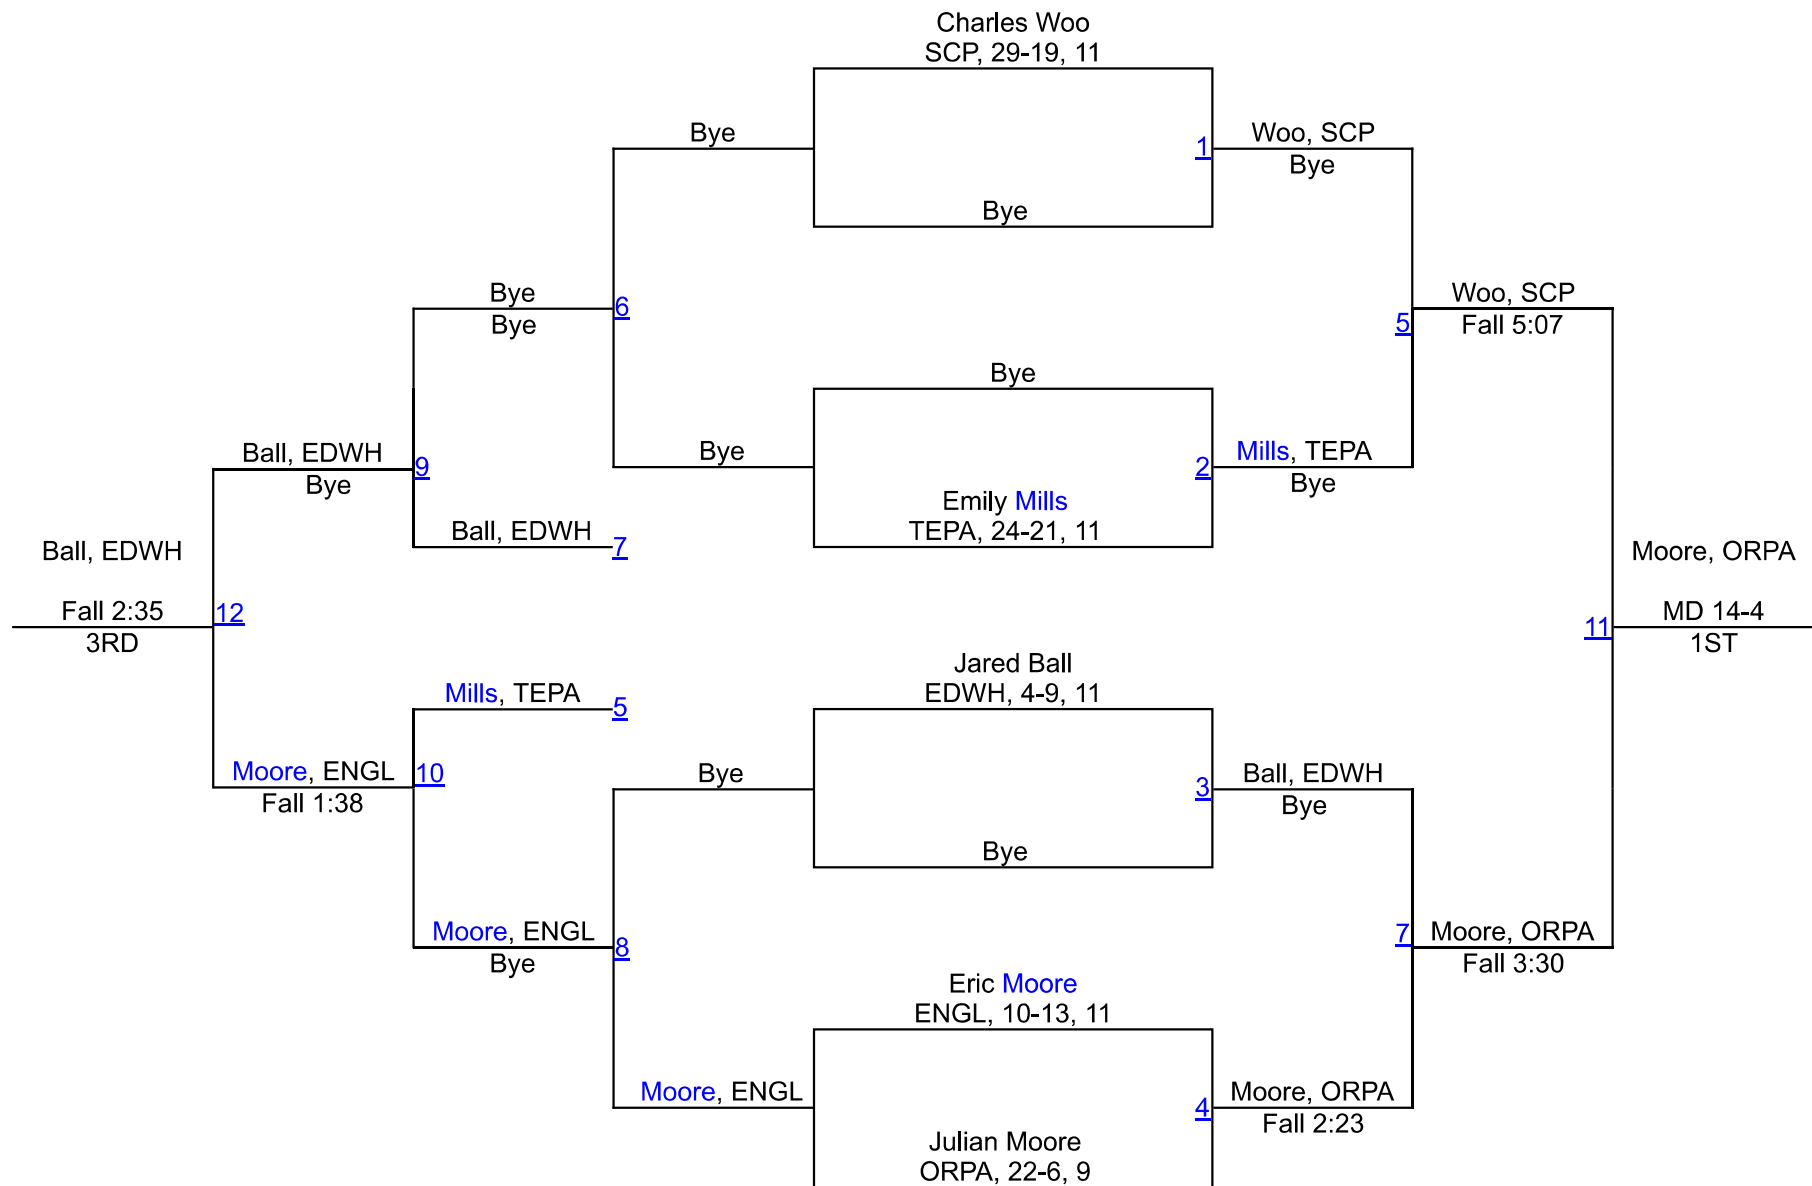 Charles Woo
SCP, 29-19, 11
Bye
1
Woo, SCP
Bye
Bye
Bye
Bye
6
Woo, SCP
Fall 5:07
5
Bye
Ball, EDWH
Bye
9
Bye
2
Mills, TEPA
Bye
Emily Mills
TEPA, 24-21, 11
Ball, EDWH
7
Ball, EDWH
Fall 2:35
3RD
12
Moore, ORPA
MD 14-4
1ST
11
Jared Ball
EDWH, 4-9, 11
Mills, TEPA
5
Moore, ENGL
Fall 1:38
10
Bye
3
Ball, EDWH
Bye
Bye
Moore, ENGL
Bye
8
7
Moore, ORPA
Fall 3:30
Eric Moore
ENGL, 10-13, 11
Moore, ENGL
4
Moore, ORPA
Fall 2:23
Julian Moore
ORPA, 22-6, 9